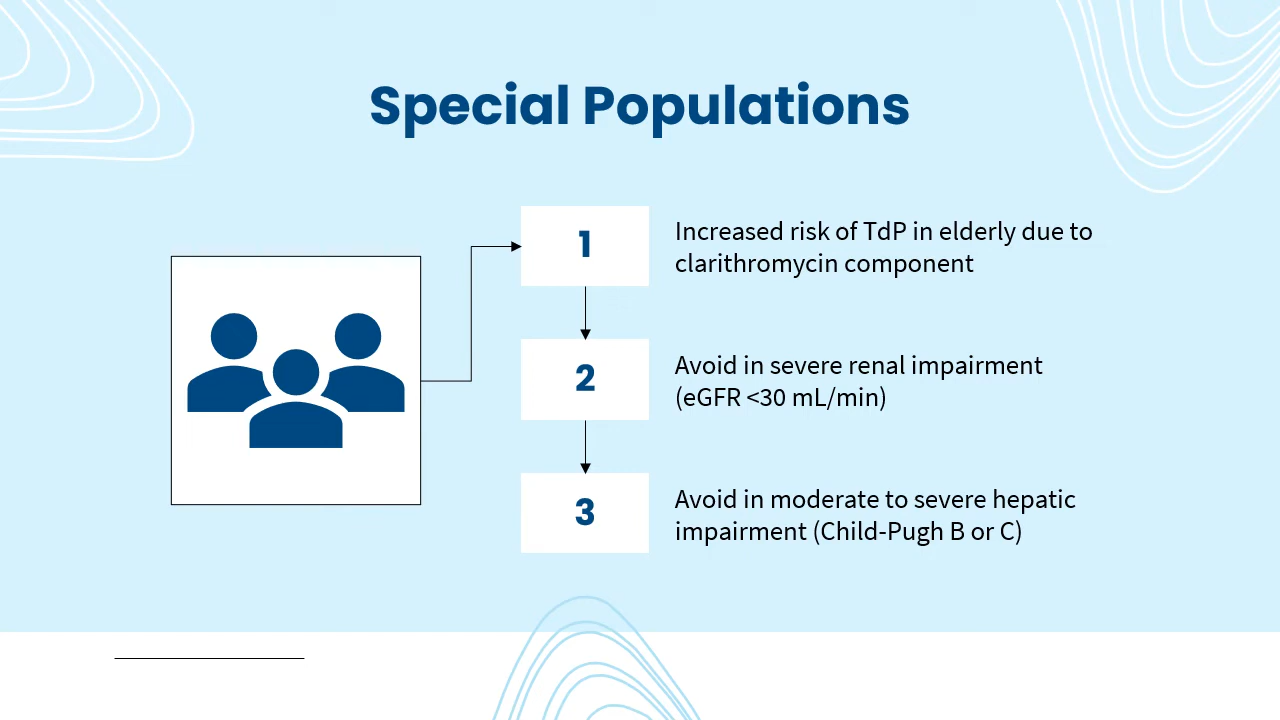 Special Populations
1
Increased risk of TdP in elderly due to
clarithromycin component
2
Avoid in severe renal impairment
(eGFR <30 mL/min)
3
Avoid in moderate to severe hepatic
impairment (Child-Pugh B or C)